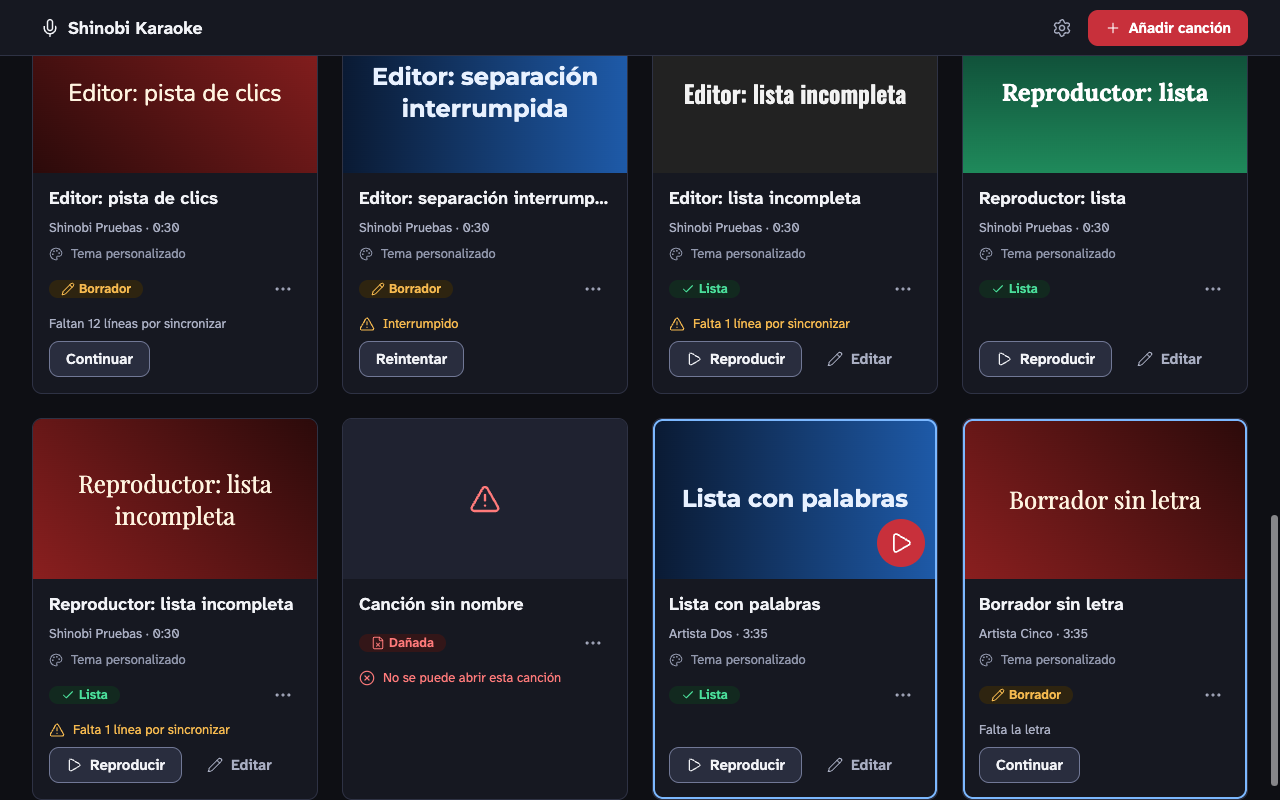 Shinobi Karaoke
Añadir canción
Editor: pista de clics
Editor: separación
interrumpida
Editor: lista incompleta
Reproductor: lista
Editor: pista de clics
Shinobi Pruebas · 0:30
Tema personalizado
Borrador
Faltan 12 líneas por sincronizar
Continuar
Editor: separación interrump...
Shinobi Pruebas · 0:30
Tema personalizado
Borrador
Interrumpido
Reintentar
Editor: lista incompleta
Shinobi Pruebas · 0:30
Tema personalizado
Lista
Falta 1 línea por sincronizar
Reproducir
Editar
Reproductor: lista
Shinobi Pruebas · 0:30
Tema personalizado
Lista
Reproducir
Editar
Reproductor: lista
incompleta
Reproductor: lista incompleta
Shinobi Pruebas · 0:30
Tema personalizado
Lista
Falta 1 línea por sincronizar
Reproducir
Editar
Canción sin nombre
Dañada
No se puede abrir esta canción
Lista con palabras
Lista con palabras
Artista Dos · 3:35
Tema personalizado
Lista
Reproducir
Editar
Borrador sin letra
Borrador sin letra
Artista Cinco · 3:35
Tema personalizado
Borrador
Falta la letra
Continuar